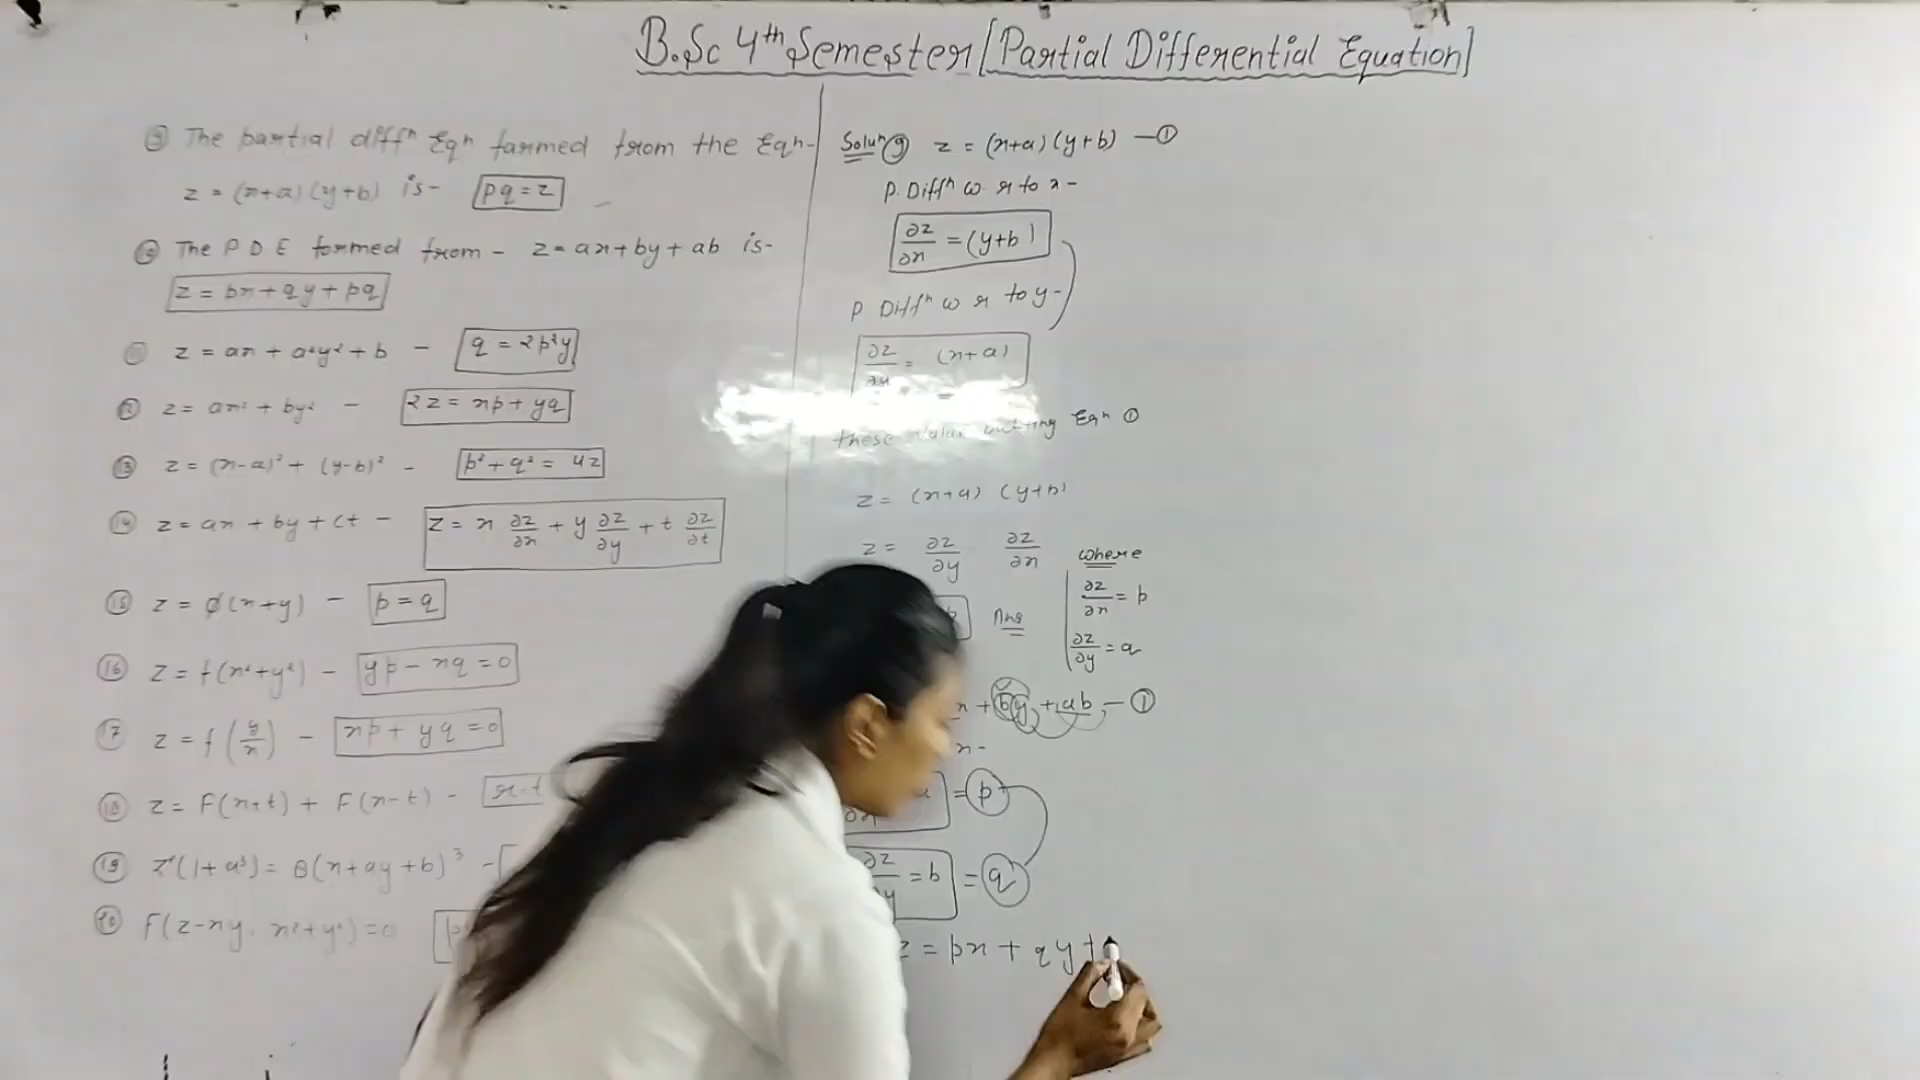 B.Sc 4th Semester [Partial Differential Equation]
⑨ The partial diffn Eqn formed from the Eqn-
z = (x+a)(y+b) is- pq = z
⑩ The P D E formed from - z = ax+by+ab is-
z = px+qy+pq
⑪ z = ax + a²y² + b - q = 2p²y
⑫ z = ax² + by² - 2z = xp + yq
⑬ z = (x-a)² + (y-b)² - p² + q² = 4z
⑭ z = ax + by + ct - z = x ∂z/∂x + y ∂z/∂y + t ∂z/∂t
⑮ z = ϕ(x+y) - p = q
⑯ z = f(x²+y²) - yp - xq = 0
⑰ z = f(y/x) - xp + yq = 0
⑱ z = F(x+t) + F(x-t) -
⑲ (1+a³) = 8(x+ay+b)³ -
⑳ F(z-xy, x²+y²) = 0
Solun ⑨ z = (x+a)(y+b) —①
P. Diffn w r to x -
∂z/∂x = (y+b)
P Diffn w r to y -
∂z/∂y = (x+a)
these putting Eqn ①
z = (x+a) (y+b)
z = ∂z/∂y ∂z/∂x where
∂z/∂x = p
Ans
∂z/∂y = q
x + by + ab, — ①
x -
= p
∂z/∂y = b = q
z = px + qy +